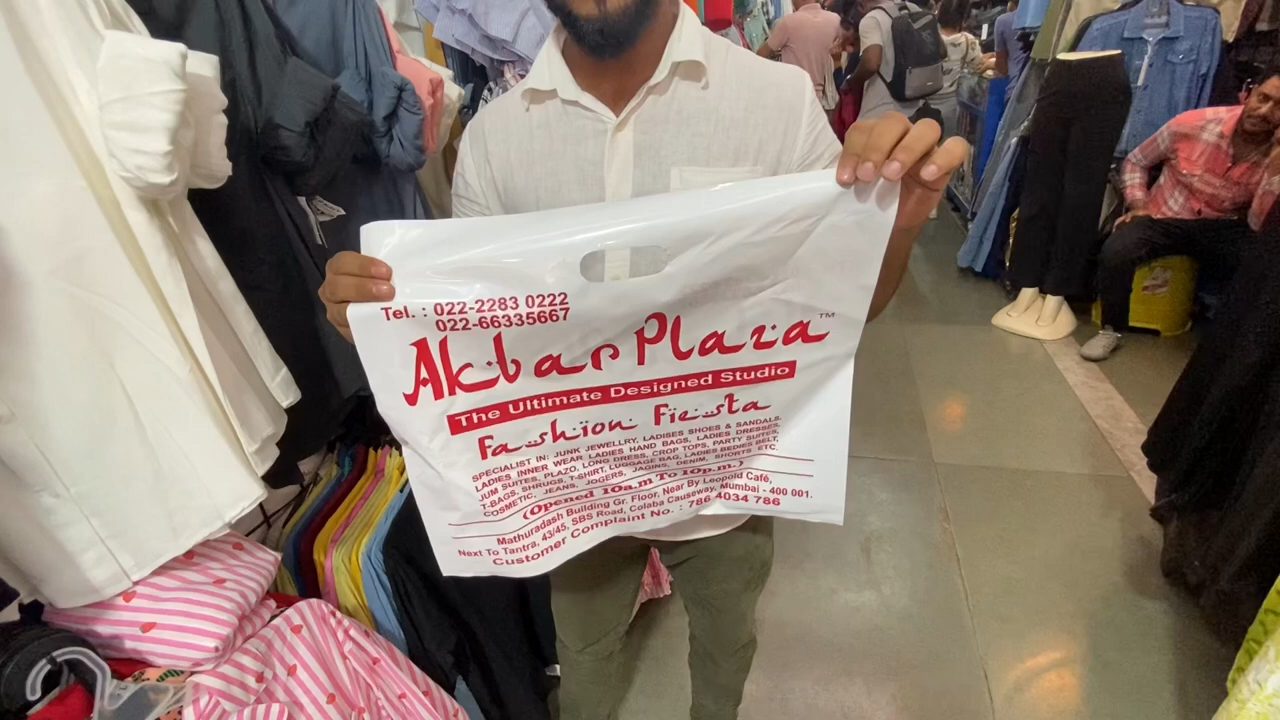 Tel. : 022-2283 0222
022-66335667
Akbar Plaza™
The Ultimate Designed Studio
Fashion Fiesta
SPECIALIST IN: JUNK JEWELLRY, LADIES SHOES & SANDALS,
LADIES INNER WEAR LADIES HAND BAGS, LADIES DRESSES,
JUM SUITES, PLAZO, LONG DRESS, CROP TOPS, PARTY SUITES,
T-BAGS, SHRUGS, T-SHIRT, LUGGAGE BAG, LADIES BEDIES BELT,
COSMETIC, JEANS, JOGERS, JAGINS, DENIM, SHORTS ETC.
(Opened 10a.m To 10p.m.)
Mathuradash Building Gr. Floor, Near By Leopold Café,
Next To Tantra, 43/45, SBS Road, Colaba Causeway, Mumbai - 400 001.
Customer Complaint No. : 786 4034 786